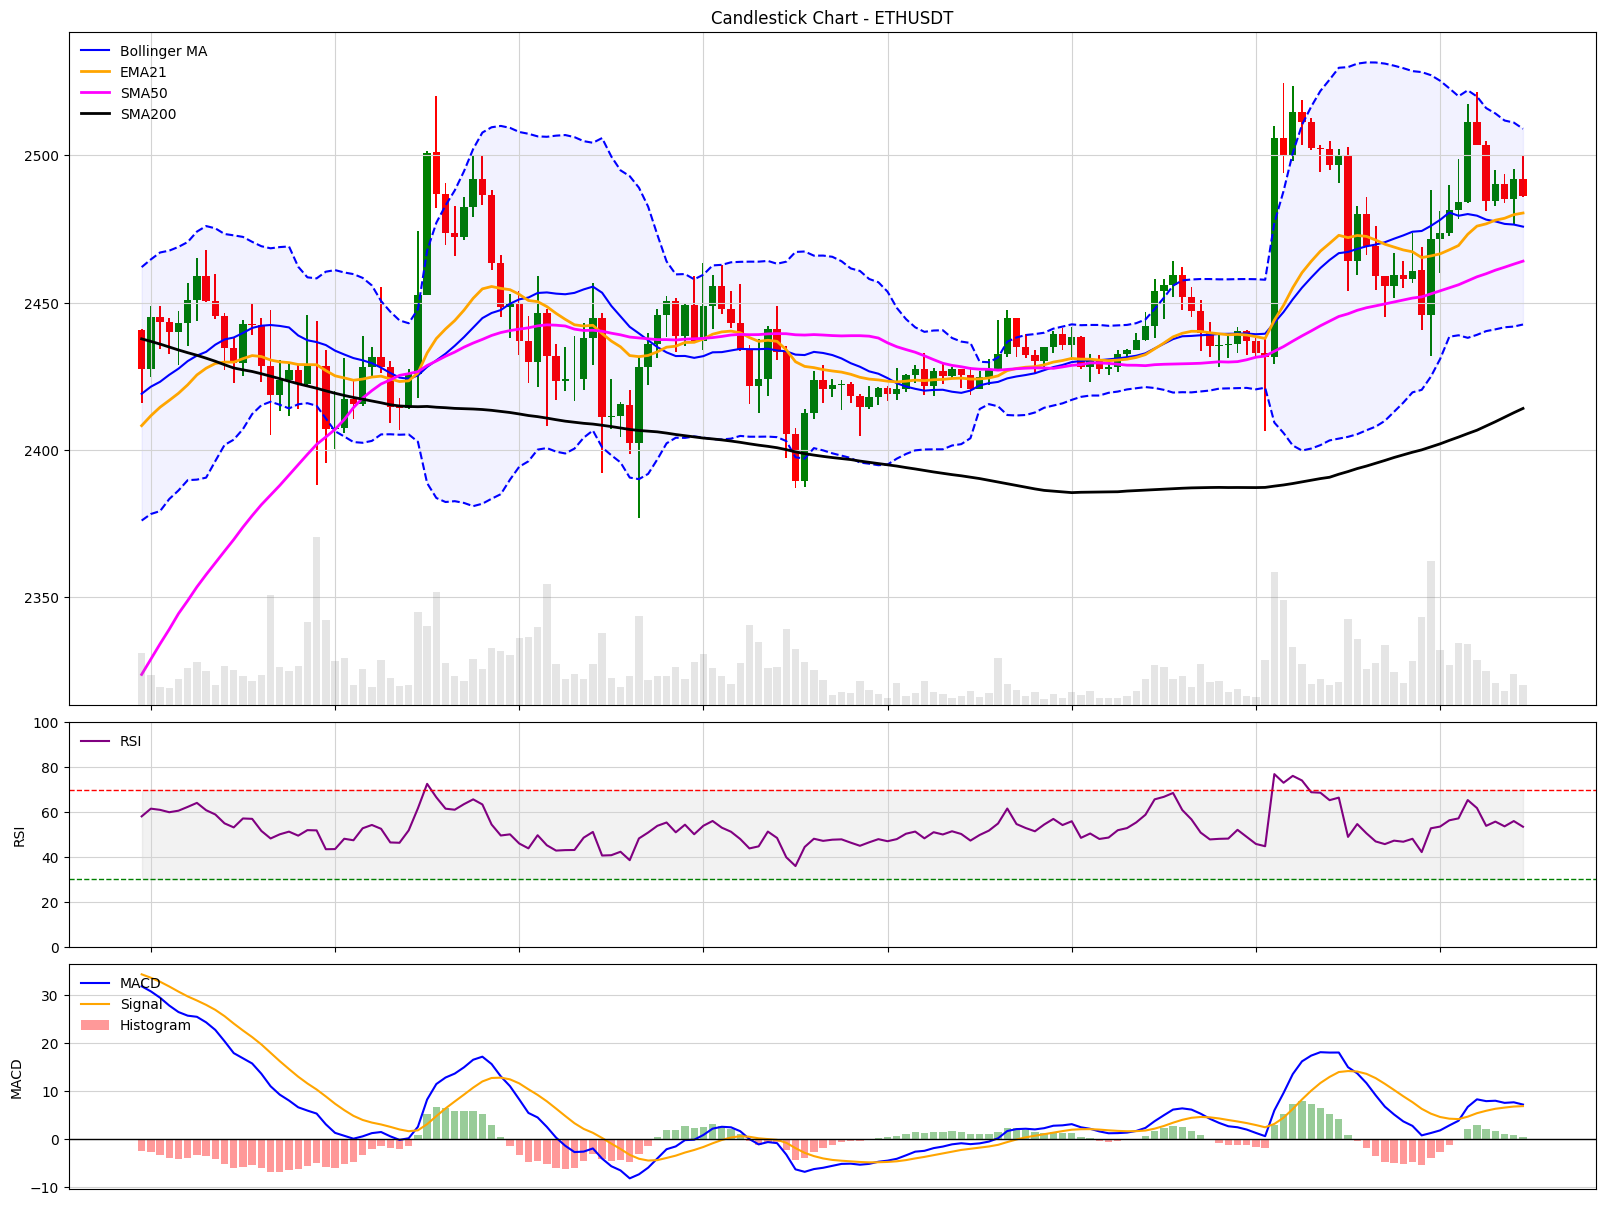 Candlestick Chart - ETHUSDT
Bollinger MA
EMA21
SMA50
SMA200
2500
2450
2400
2350
RSI
100
80
60
40
20
0
RSI
MACD
Signal
Histogram
30
20
10
0
−10
MACD